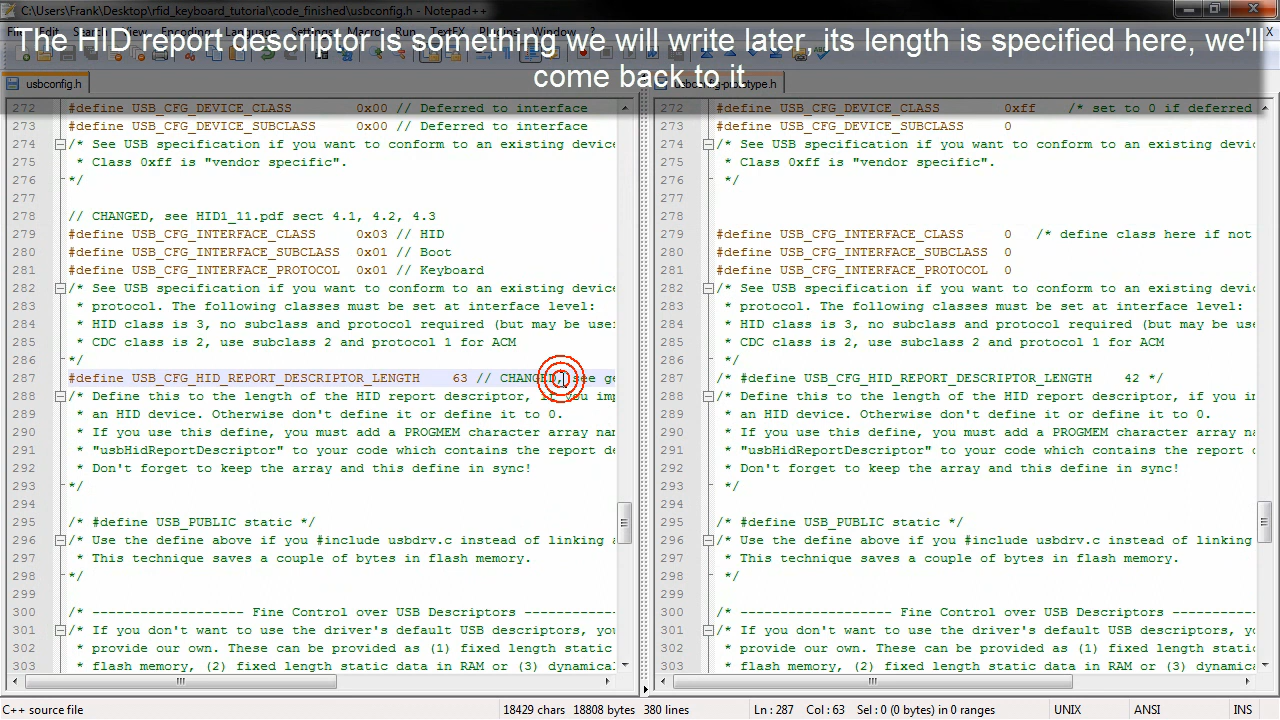 C:\Users\Frank\Desktop\rfid_keyboard_tutorial\code_finished\usbconfig.h - Notepad++
The HID report descriptor is something we will write later, its length is specified here, we'll
come back to it
usbconfig.h
usbconfig-prototype.h
272 #define USB_CFG_DEVICE_CLASS 0x00 // Deferred to interface
273 #define USB_CFG_DEVICE_SUBCLASS 0x00 // Deferred to interface
274 /* See USB specification if you want to conform to an existing device
275 * Class 0xff is "vendor specific".
276 */
277
278 // CHANGED, see HID1_11.pdf sect 4.1, 4.2, 4.3
279 #define USB_CFG_INTERFACE_CLASS 0x03 // HID
280 #define USB_CFG_INTERFACE_SUBCLASS 0x01 // Boot
281 #define USB_CFG_INTERFACE_PROTOCOL 0x01 // Keyboard
282 /* See USB specification if you want to conform to an existing device
283 * protocol. The following classes must be set at interface level:
284 * HID class is 3, no subclass and protocol required (but may be use
285 * CDC class is 2, use subclass 2 and protocol 1 for ACM
286 */
287 #define USB_CFG_HID_REPORT_DESCRIPTOR_LENGTH 63 // CHANGED, see ge
288 /* Define this to the length of the HID report descriptor, if you imp
289 * an HID device. Otherwise don't define it or define it to 0.
290 * If you use this define, you must add a PROGMEM character array nam
291 * "usbHidReportDescriptor" to your code which contains the report de
292 * Don't forget to keep the array and this define in sync!
293 */
294
295 /* #define USB_PUBLIC static */
296 /* Use the define above if you #include usbdrv.c instead of linking a
297 * This technique saves a couple of bytes in flash memory.
298 */
299
300 /* ------------------- Fine Control over USB Descriptors ------------
301 /* If you don't want to use the driver's default USB descriptors, you
302 * provide our own. These can be provided as (1) fixed length static
303 * flash memory, (2) fixed length static data in RAM or (3) dynamical
272 #define USB_CFG_DEVICE_CLASS 0xff /* set to 0 if deferred
273 #define USB_CFG_DEVICE_SUBCLASS 0
274 /* See USB specification if you want to conform to an existing devic
275 * Class 0xff is "vendor specific".
276 */
277
278
279 #define USB_CFG_INTERFACE_CLASS 0 /* define class here if not
280 #define USB_CFG_INTERFACE_SUBCLASS 0
281 #define USB_CFG_INTERFACE_PROTOCOL 0
282 /* See USB specification if you want to conform to an existing devic
283 * protocol. The following classes must be set at interface level:
284 * HID class is 3, no subclass and protocol required (but may be us
285 * CDC class is 2, use subclass 2 and protocol 1 for ACM
286 */
287 /* #define USB_CFG_HID_REPORT_DESCRIPTOR_LENGTH 42 */
288 /* Define this to the length of the HID report descriptor, if you in
289 * an HID device. Otherwise don't define it or define it to 0.
290 * If you use this define, you must add a PROGMEM character array na
291 * "usbHidReportDescriptor" to your code which contains the report d
292 * Don't forget to keep the array and this define in sync!
293 */
294
295 /* #define USB_PUBLIC static */
296 /* Use the define above if you #include usbdrv.c instead of linking
297 * This technique saves a couple of bytes in flash memory.
298 */
299
300 /* ------------------- Fine Control over USB Descriptors -----------
301 /* If you don't want to use the driver's default USB descriptors, yo
302 * provide our own. These can be provided as (1) fixed length static
303 * flash memory, (2) fixed length static data in RAM or (3) dynamica
C++ source file 18429 chars 18808 bytes 380 lines Ln : 287 Col : 63 Sel : 0 (0 bytes) in 0 ranges UNIX ANSI INS